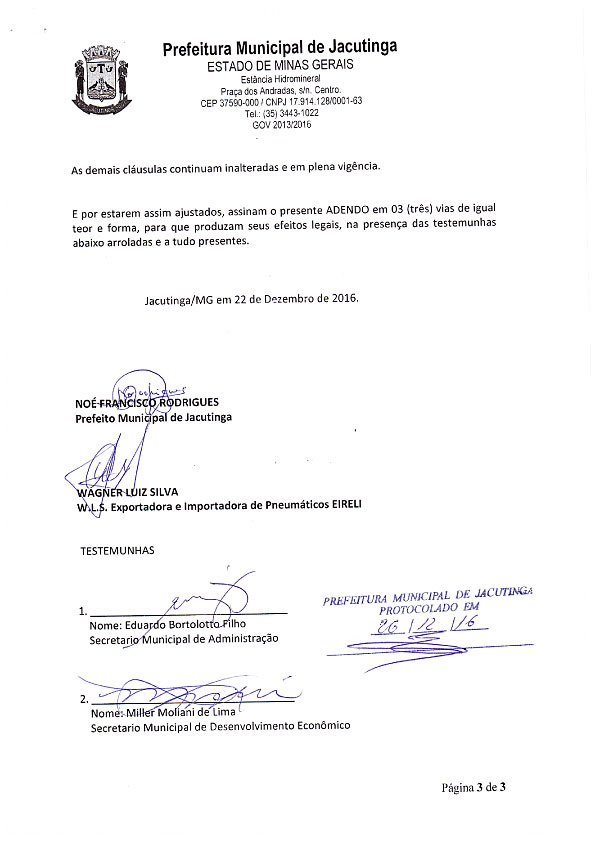 Prefeitura Municipal de Jacutinga
ESTADO DE MINAS GERAIS
Estância Hidromineral
Praça dos Andradas, s/n. Centro.
CEP 37590-000 / CNPJ 17.914.128/0001-63
Tel.: (35) 3443-1022
GOV 2013/2016
JACUTINGA
As demais cláusulas continuam inalteradas e em plena vigência.
E por estarem assim ajustados, assinam o presente ADENDO em 03 (três) vias de igual
teor e forma, para que produzam seus efeitos legais, na presença das testemunhas
abaixo arroladas e a tudo presentes.
Jacutinga/MG em 22 de Dezembro de 2016.
NOÉ FRANCISCO RODRIGUES
Prefeito Municipal de Jacutinga
WAGNER LUIZ SILVA
W.L.S. Exportadora e Importadora de Pneumáticos EIRELI
TESTEMUNHAS
1.
Nome: Eduardo Bortolotto Filho
Secretario Municipal de Administração
PREFEITURA MUNICIPAL DE JACUTINGA
PROTOCOLADO EM
26/12/16
2.
Nome: Miller Moliani de Lima
Secretario Municipal de Desenvolvimento Econômico
Página 3 de 3